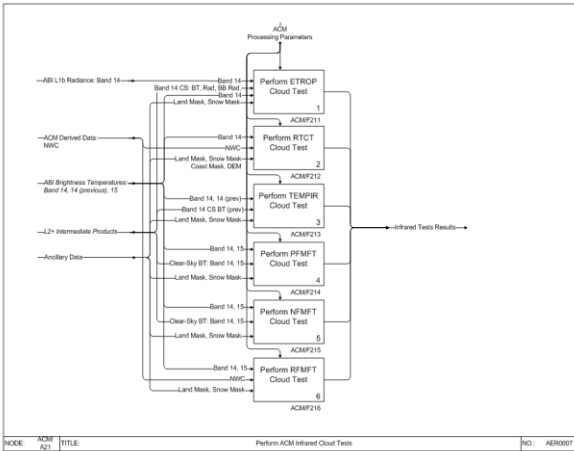 ACM
Processing Parameters
ABI L1b Radiance: Band 14
Band 14
Band 14 CS: BT, Rad, BB Rad
Band 14
Land Mask, Snow Mask
Perform ETROP
Cloud Test
1
ACM/F211
ACM Derived Data:
NWC
Band 14
NWC
Land Mask, Snow Mask
Coast Mask, DEM
Perform RTCT
Cloud Test
2
ACM/F212
ABI Brightness Temperatures:
Band 14, 14 (previous), 15
Band 14, 14 (prev)
Band 14 CS BT (prev)
Land Mask, Snow Mask
Perform TEMPIR
Cloud Test
3
ACM/F213
L2+ Intermediate Products
Infrared Tests Results
Ancillary Data
Band 14, 15
Clear-Sky BT: Band 14, 15
Land Mask, Snow Mask
Perform PFMFT
Cloud Test
4
ACM/F214
Band 14, 15
Clear-Sky BT: Band 14, 15
Land Mask, Snow Mask
Perform NFMFT
Cloud Test
5
ACM/F215
Band 14, 15
NWC
Land Mask, Snow Mask
Perform RFMFT
Cloud Test
6
ACM/F216
NODE: ACM/
A21
TITLE: Perform ACM Infrared Cloud Tests
NO.: AER0007